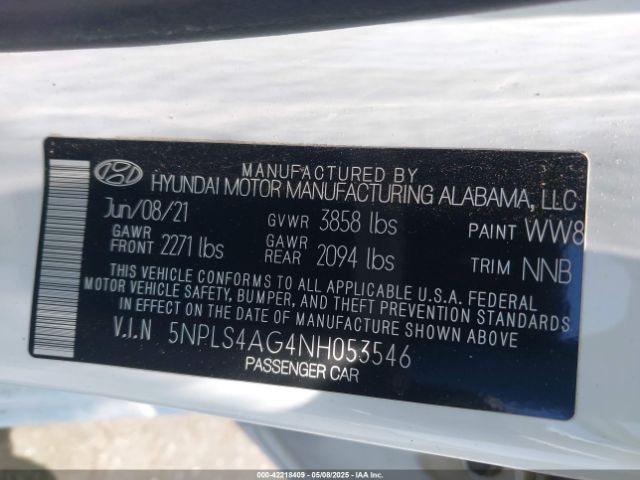 MANUFACTURED BY
HYUNDAI MOTOR MANUFACTURING ALABAMA, LLC
Jun/08/21 GVWR 3858 lbs PAINT WW8
GAWR FRONT 2271 lbs GAWR REAR 2094 lbs TRIM NNB
THIS VEHICLE CONFORMS TO ALL APPLICABLE U.S.A. FEDERAL
MOTOR VEHICLE SAFETY, BUMPER, AND THEFT PREVENTION STANDARDS
IN EFFECT ON THE DATE OF MANUFACTURE SHOWN ABOVE.
V.I.N 5NPLS4AG4NH053546
PASSENGER CAR
000-42218409 - 05/08/2025 - IAAI.COM